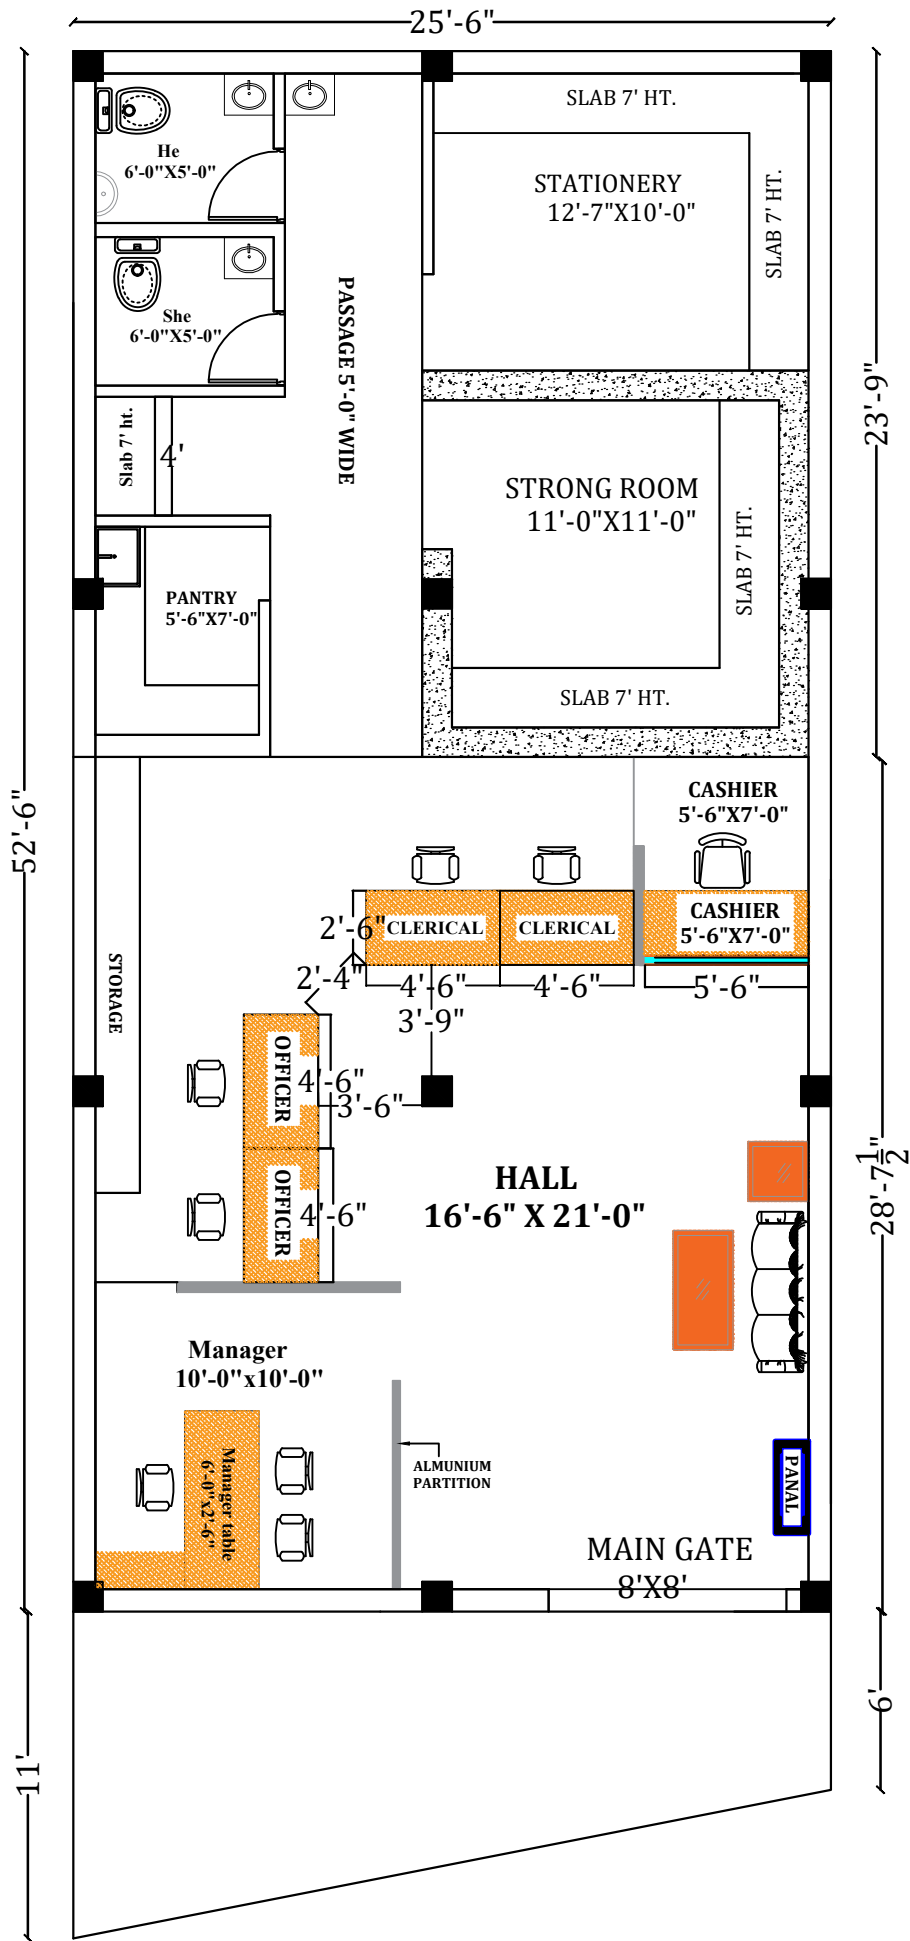 25'-6"
SLAB 7' HT.
He
6'-0"X5'-0"
STATIONERY
12'-7"X10'-0"
SLAB 7' HT.
She
6'-0"X5'-0"
PASSAGE 5'-0" WIDE
23'-9"
Slab 7' ht.
4'
STRONG ROOM
11'-0"X11'-0"
SLAB 7' HT.
PANTRY
5'-6"X7'-0"
SLAB 7' HT.
52'-6"
CASHIER
5'-6"X7'-0"
CLERICAL
CLERICAL
CASHIER
5'-6"X7'-0"
2'-6"
2'-4"
4'-6"
4'-6"
5'-6"
3'-9"
STORAGE
OFFICER
4'-6"
3'-6"
OFFICER
4'-6"
HALL
16'-6" X 21'-0"
28'-7 1/2"
Manager
10'-0"x10'-0"
Manager table
6'-0"x2'-6"
ALMUNIUM
PARTITION
PANAL
MAIN GATE
8'X8'
6'
11'